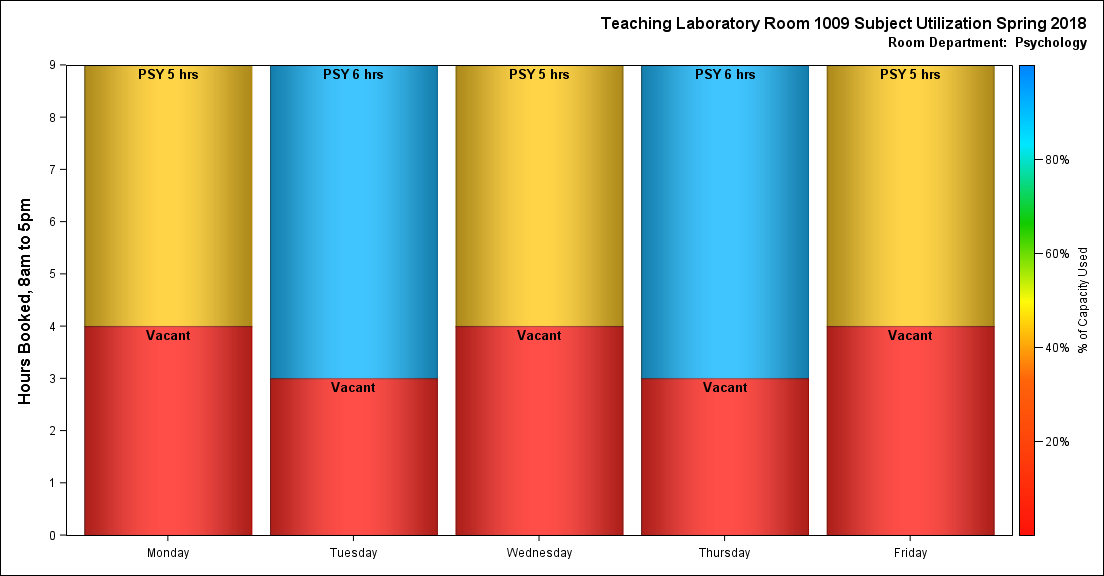 Teaching Laboratory Room 1009 Subject Utilization Spring 2018
Room Department:  Psychology
Hours Booked, 8am to 5pm
9
8
7
6
5
4
3
2
1
0
PSY 5 hrs
PSY 6 hrs
PSY 5 hrs
PSY 6 hrs
PSY 5 hrs
Vacant
Vacant
Vacant
Vacant
Vacant
Monday
Tuesday
Wednesday
Thursday
Friday
80%
60%
40%
20%
% of Capacity Used